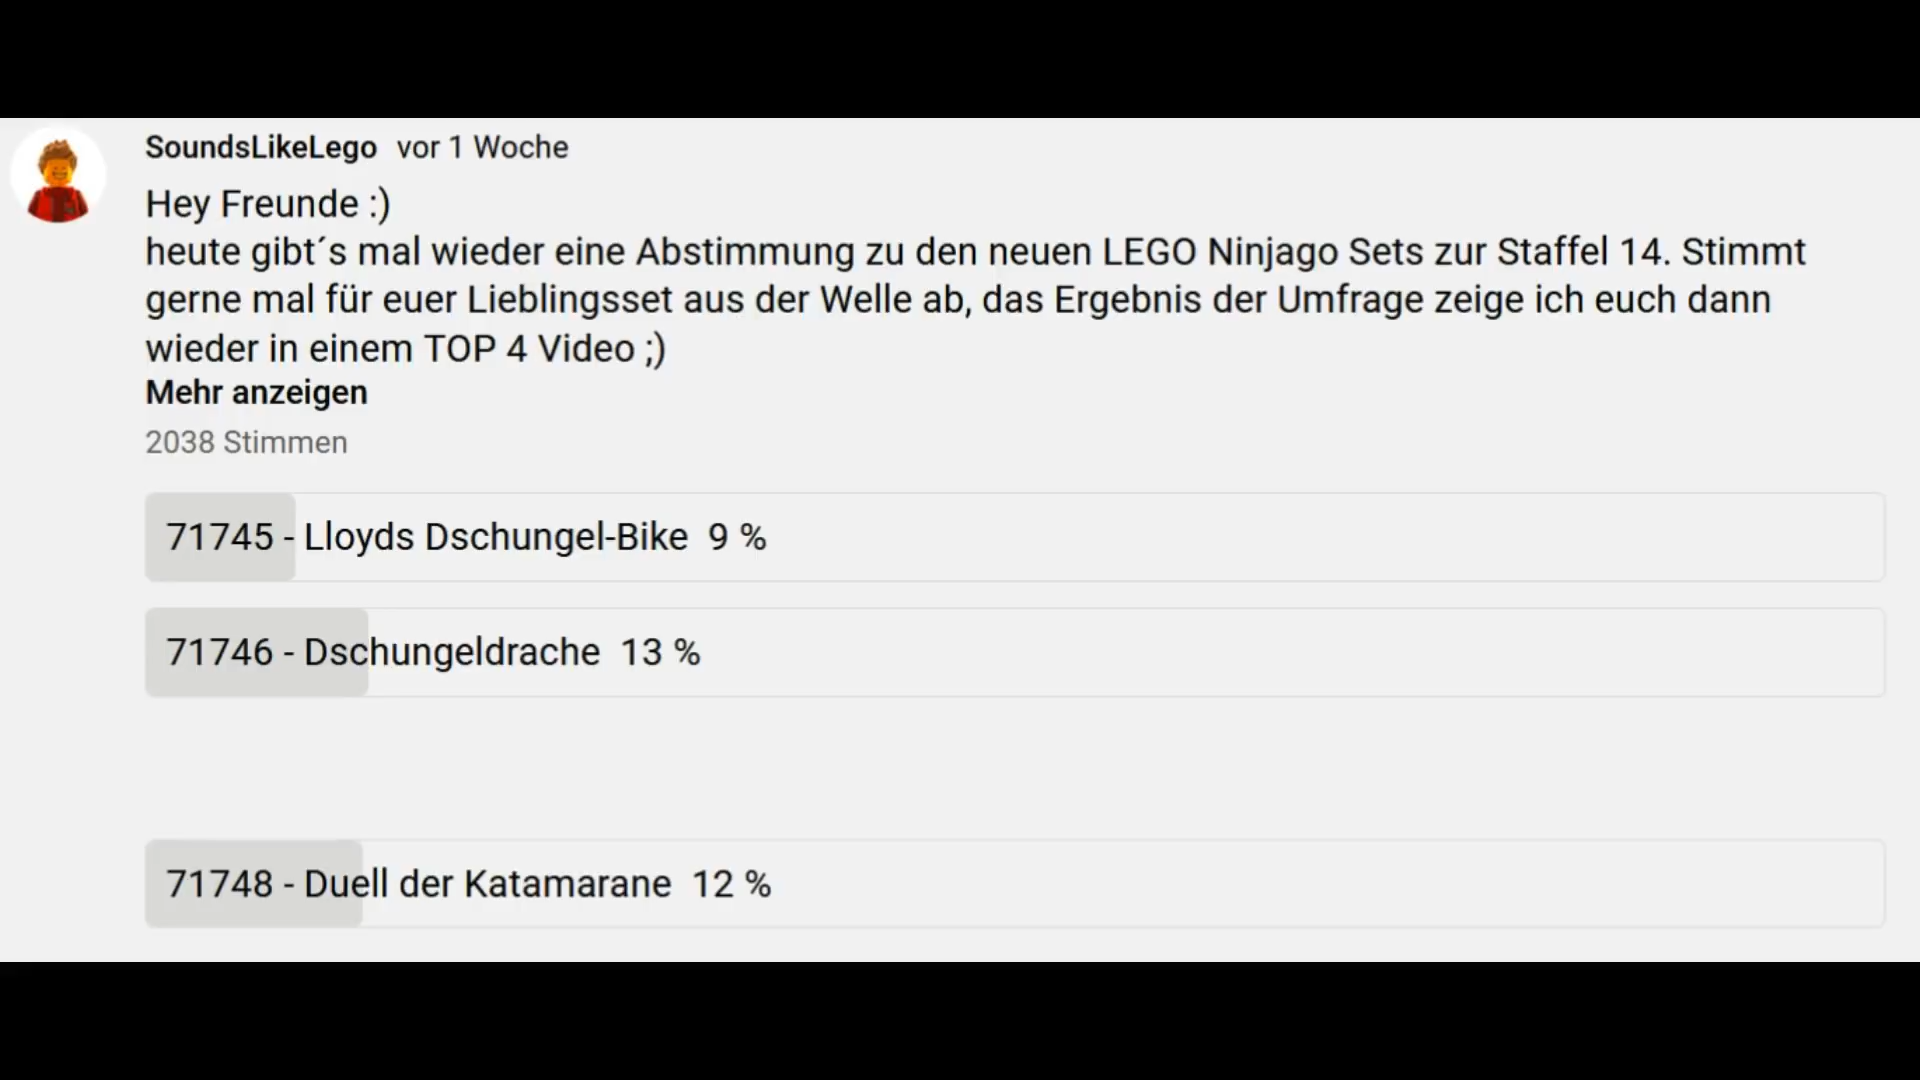 SoundsLikeLego vor 1 Woche
Hey Freunde :)
heute gibt´s mal wieder eine Abstimmung zu den neuen LEGO Ninjago Sets zur Staffel 14. Stimmt
gerne mal für euer Lieblingsset aus der Welle ab, das Ergebnis der Umfrage zeige ich euch dann
wieder in einem TOP 4 Video ;)
Mehr anzeigen
2038 Stimmen
71745 - Lloyds Dschungel-Bike 9 %
71746 - Dschungeldrache 13 %
71748 - Duell der Katamarane 12 %